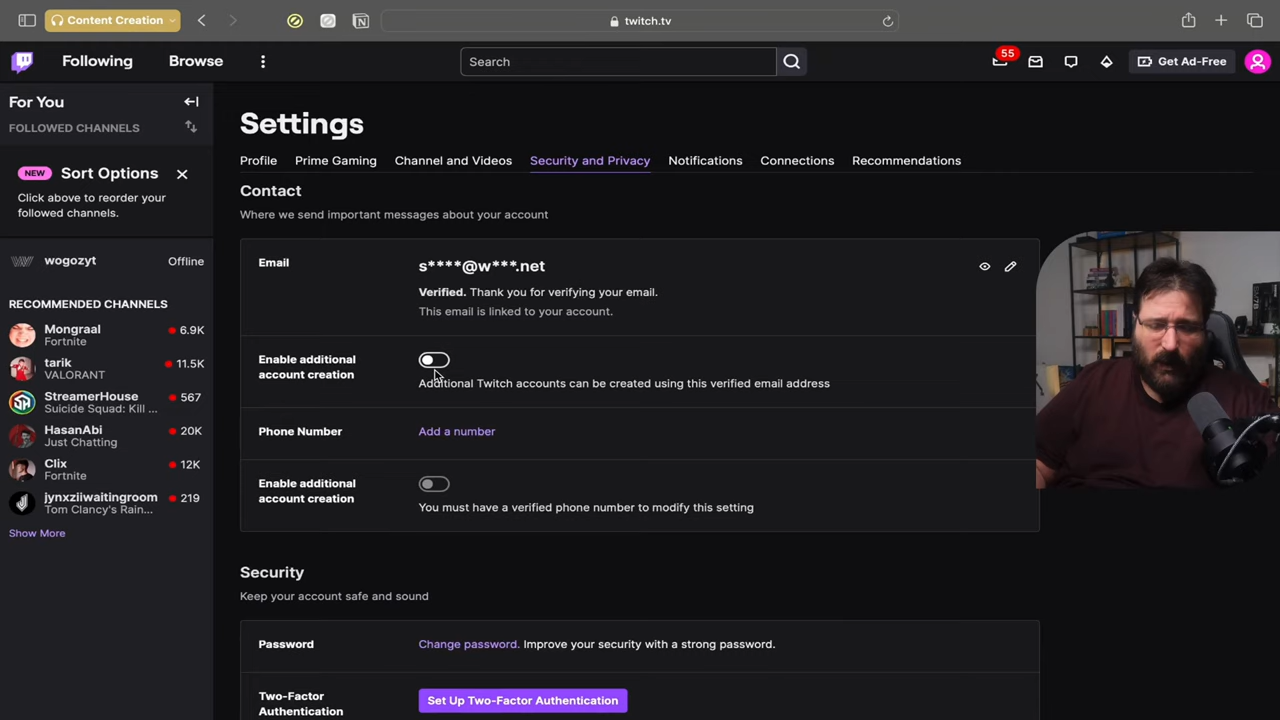 Content Creation
twitch.tv
Following
Browse
Search
55
Get Ad-Free
For You
FOLLOWED CHANNELS
NEW Sort Options
Click above to reorder your
followed channels.
wogozyt
Offline
RECOMMENDED CHANNELS
Mongraal
Fortnite
6.9K
tarik
VALORANT
11.5K
StreamerHouse
Suicide Squad: Kill ...
567
HasanAbi
Just Chatting
20K
Clix
Fortnite
12K
jynxziiwaitingroom
Tom Clancy's Rain...
219
Show More
Settings
Profile
Prime Gaming
Channel and Videos
Security and Privacy
Notifications
Connections
Recommendations
Contact
Where we send important messages about your account
Email
s****@w***.net
Verified. Thank you for verifying your email.
This email is linked to your account.
Enable additional
account creation
Additional Twitch accounts can be created using this verified email address
Phone Number
Add a number
Enable additional
account creation
You must have a verified phone number to modify this setting
Security
Keep your account safe and sound
Password
Change password. Improve your security with a strong password.
Two-Factor
Authentication
Set Up Two-Factor Authentication